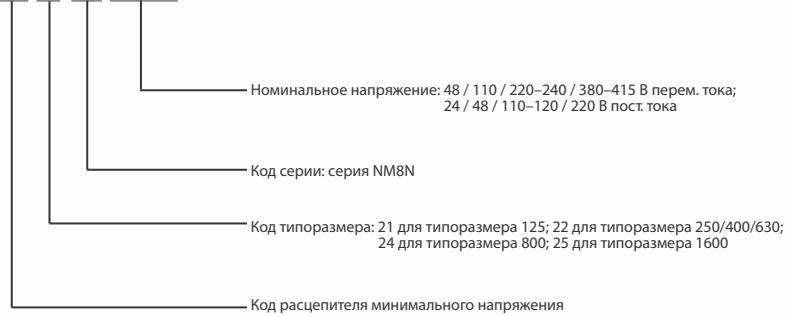 Номинальное напряжение: 48 / 110 / 220–240 / 380–415 В перем. тока;
24 / 48 / 110–120 / 220 В пост. тока
Код серии: серия NM8N
Код типоразмера: 21 для типоразмера 125; 22 для типоразмера 250/400/630;
24 для типоразмера 800; 25 для типоразмера 1600
Код расцепителя минимального напряжения